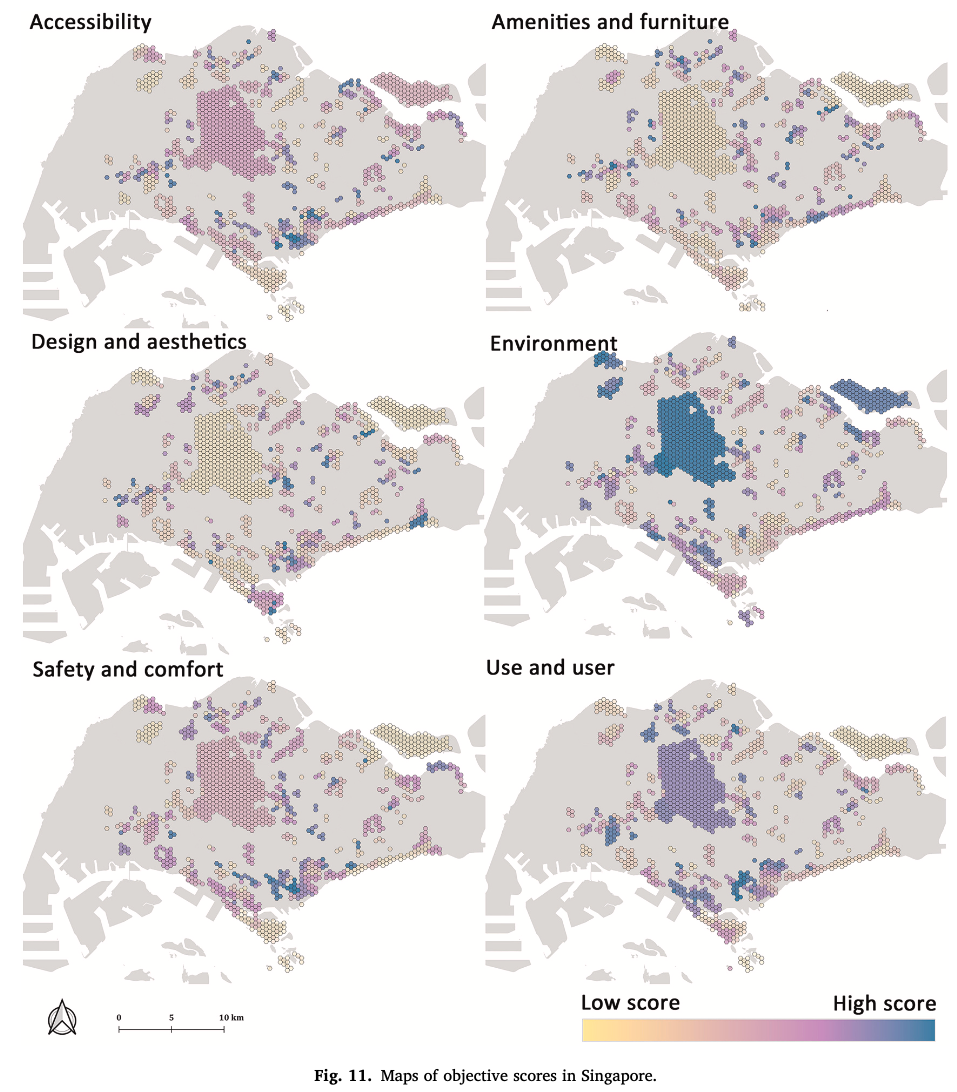 Accessibility
Amenities and furniture
Design and aesthetics
Environment
Safety and comfort
Use and user
Low score
High score
0 5 10 km
Fig. 11. Maps of objective scores in Singapore.